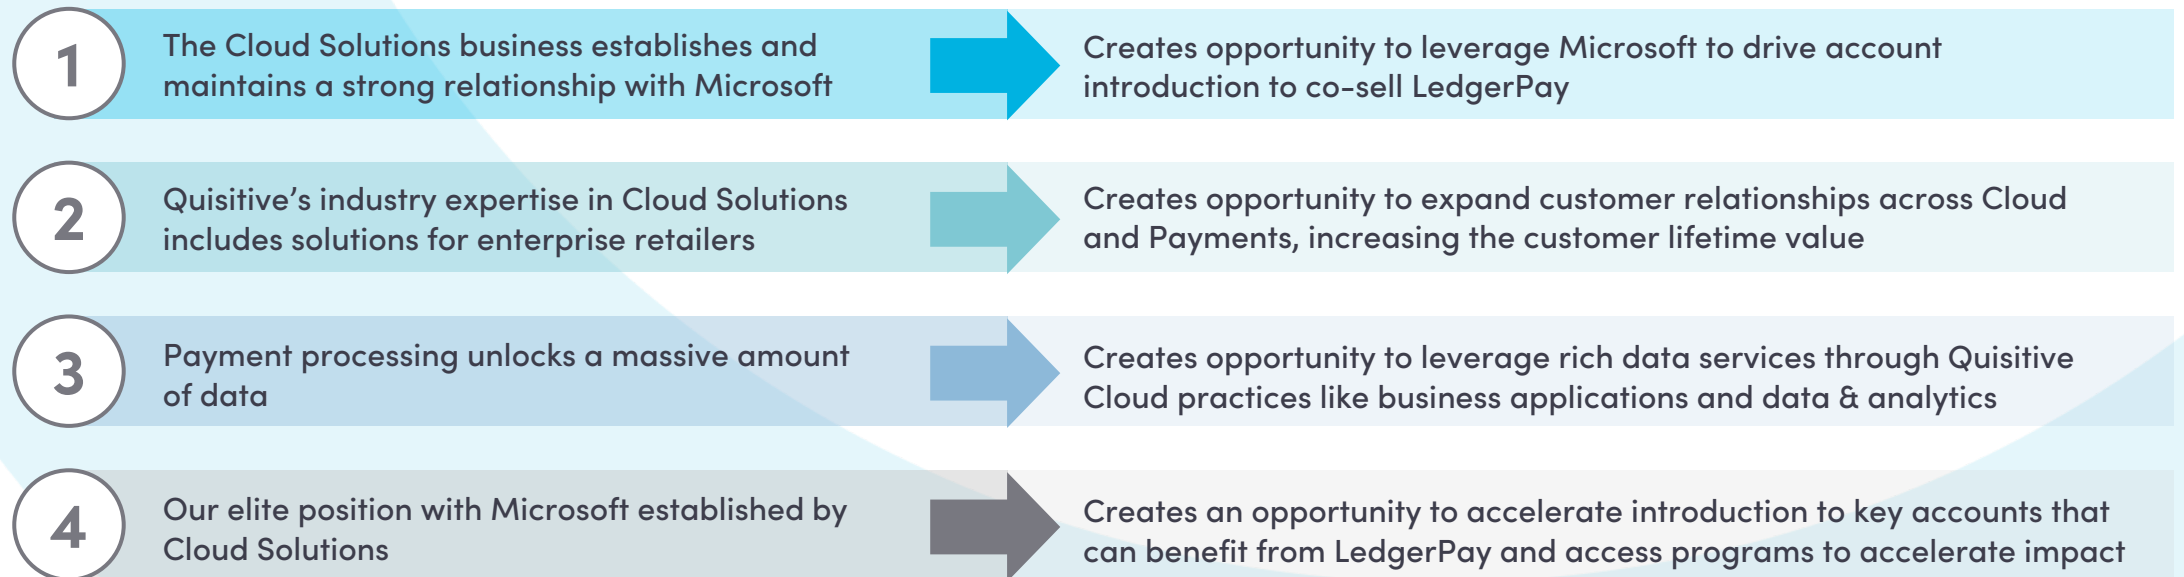 1
The Cloud Solutions business establishes and
maintains a strong relationship with Microsoft
Creates opportunity to leverage Microsoft to drive account
introduction to co-sell LedgerPay
2
Quisitive’s industry expertise in Cloud Solutions
includes solutions for enterprise retailers
Creates opportunity to expand customer relationships across Cloud
and Payments, increasing the customer lifetime value
3
Payment processing unlocks a massive amount
of data
Creates opportunity to leverage rich data services through Quisitive
Cloud practices like business applications and data & analytics
4
Our elite position with Microsoft established by
Cloud Solutions
Creates an opportunity to accelerate introduction to key accounts that
can benefit from LedgerPay and access programs to accelerate impact